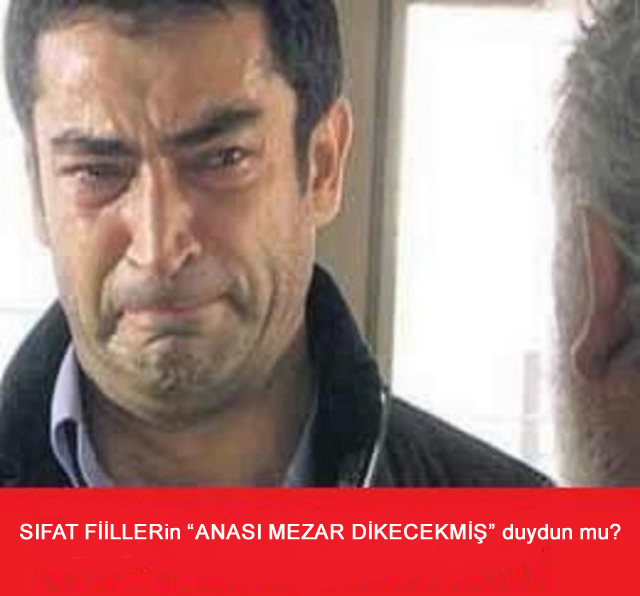 SIFAT FİİLLERin “ANASI MEZAR DİKECEKMİŞ” duydun mu?